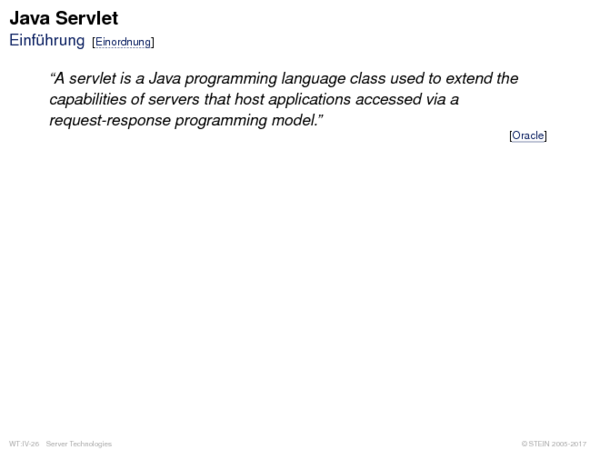 Java Servlet
Einführung [Einordnung]
“A servlet is a Java programming language class used to extend the
capabilities of servers that host applications accessed via a
request-response programming model.”
[Oracle]
WT:IV-26 Server Technologies © STEIN 2005-2017